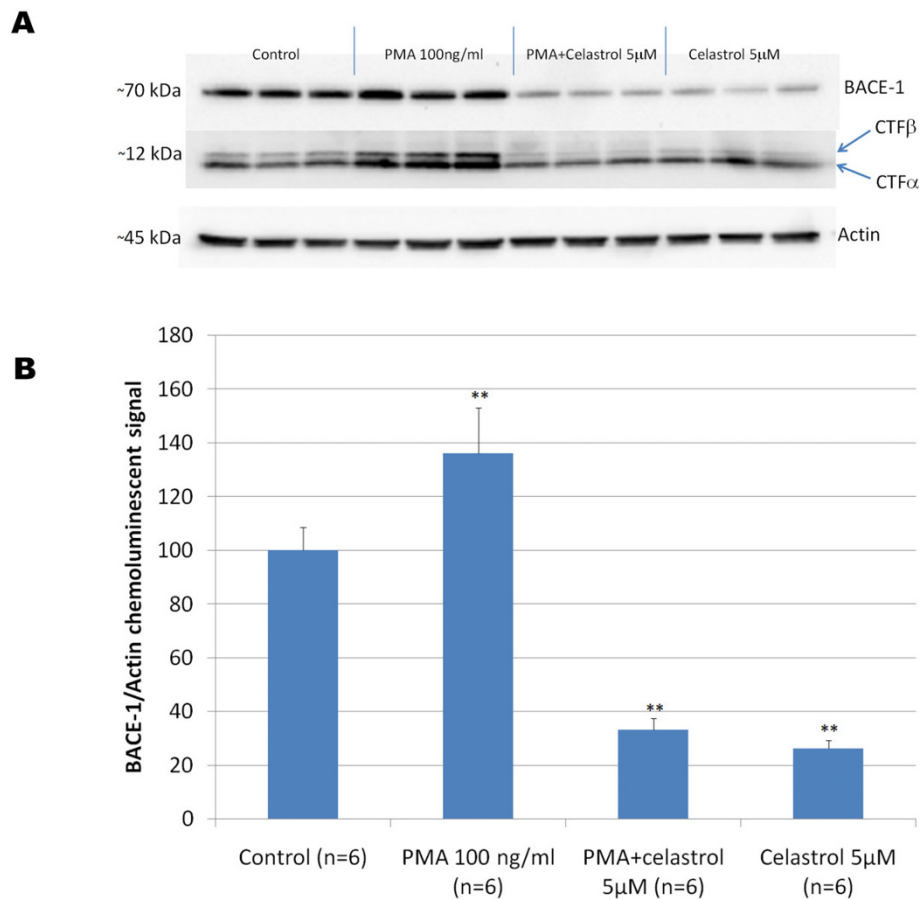 A
Control
PMA 100ng/ml
PMA+Celastrol 5µM
Celastrol 5µM
~70 kDa
BACE-1
CTFβ
~12 kDa
CTFα
~45 kDa
Actin
B
BACE-1/Actin chemoluminescent signal
180
160
140
120
100
80
60
40
20
0
**
**
**
Control (n=6)
PMA 100 ng/ml
(n=6)
PMA+celastrol
5µM (n=6)
Celastrol 5µM
(n=6)